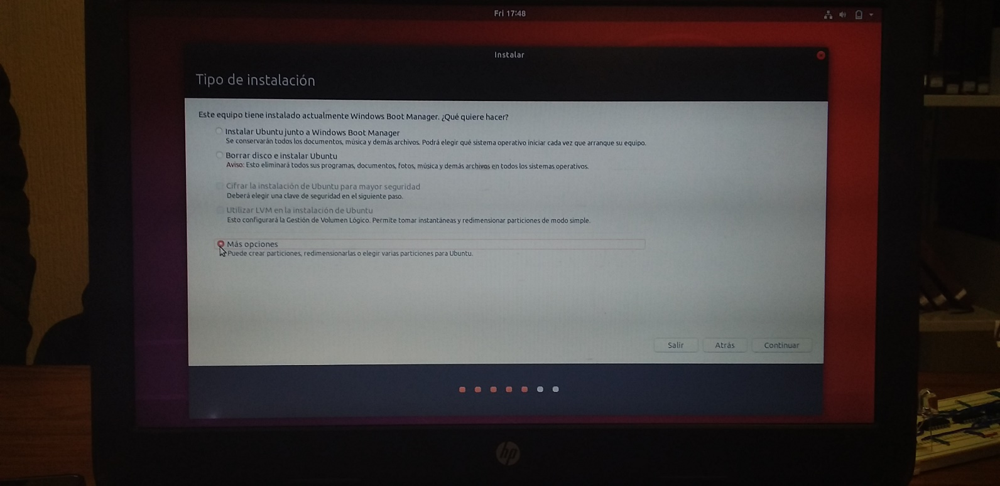 Fri 17:48
Instalar
Tipo de instalación
Este equipo tiene instalado actualmente Windows Boot Manager. ¿Qué quiere hacer?
Instalar Ubuntu junto a Windows Boot Manager
Se conservarán todos los documentos, música y demás archivos. Podrá elegir qué sistema operativo iniciar cada vez que arranque su equipo.
Borrar disco e instalar Ubuntu
Aviso: Esto eliminará todos sus programas, documentos, fotos, música y demás archivos en todos los sistemas operativos.
Cifrar la instalación de Ubuntu para mayor seguridad
Deberá elegir una clave de seguridad en el siguiente paso.
Utilizar LVM en la instalación de Ubuntu
Esto configurará la Gestión de Volumen Lógico. Permite tomar instantáneas y redimensionar particiones de modo simple.
Más opciones
Puede crear particiones, redimensionarlas o elegir varias particiones para Ubuntu.
Salir Atrás Continuar
hp